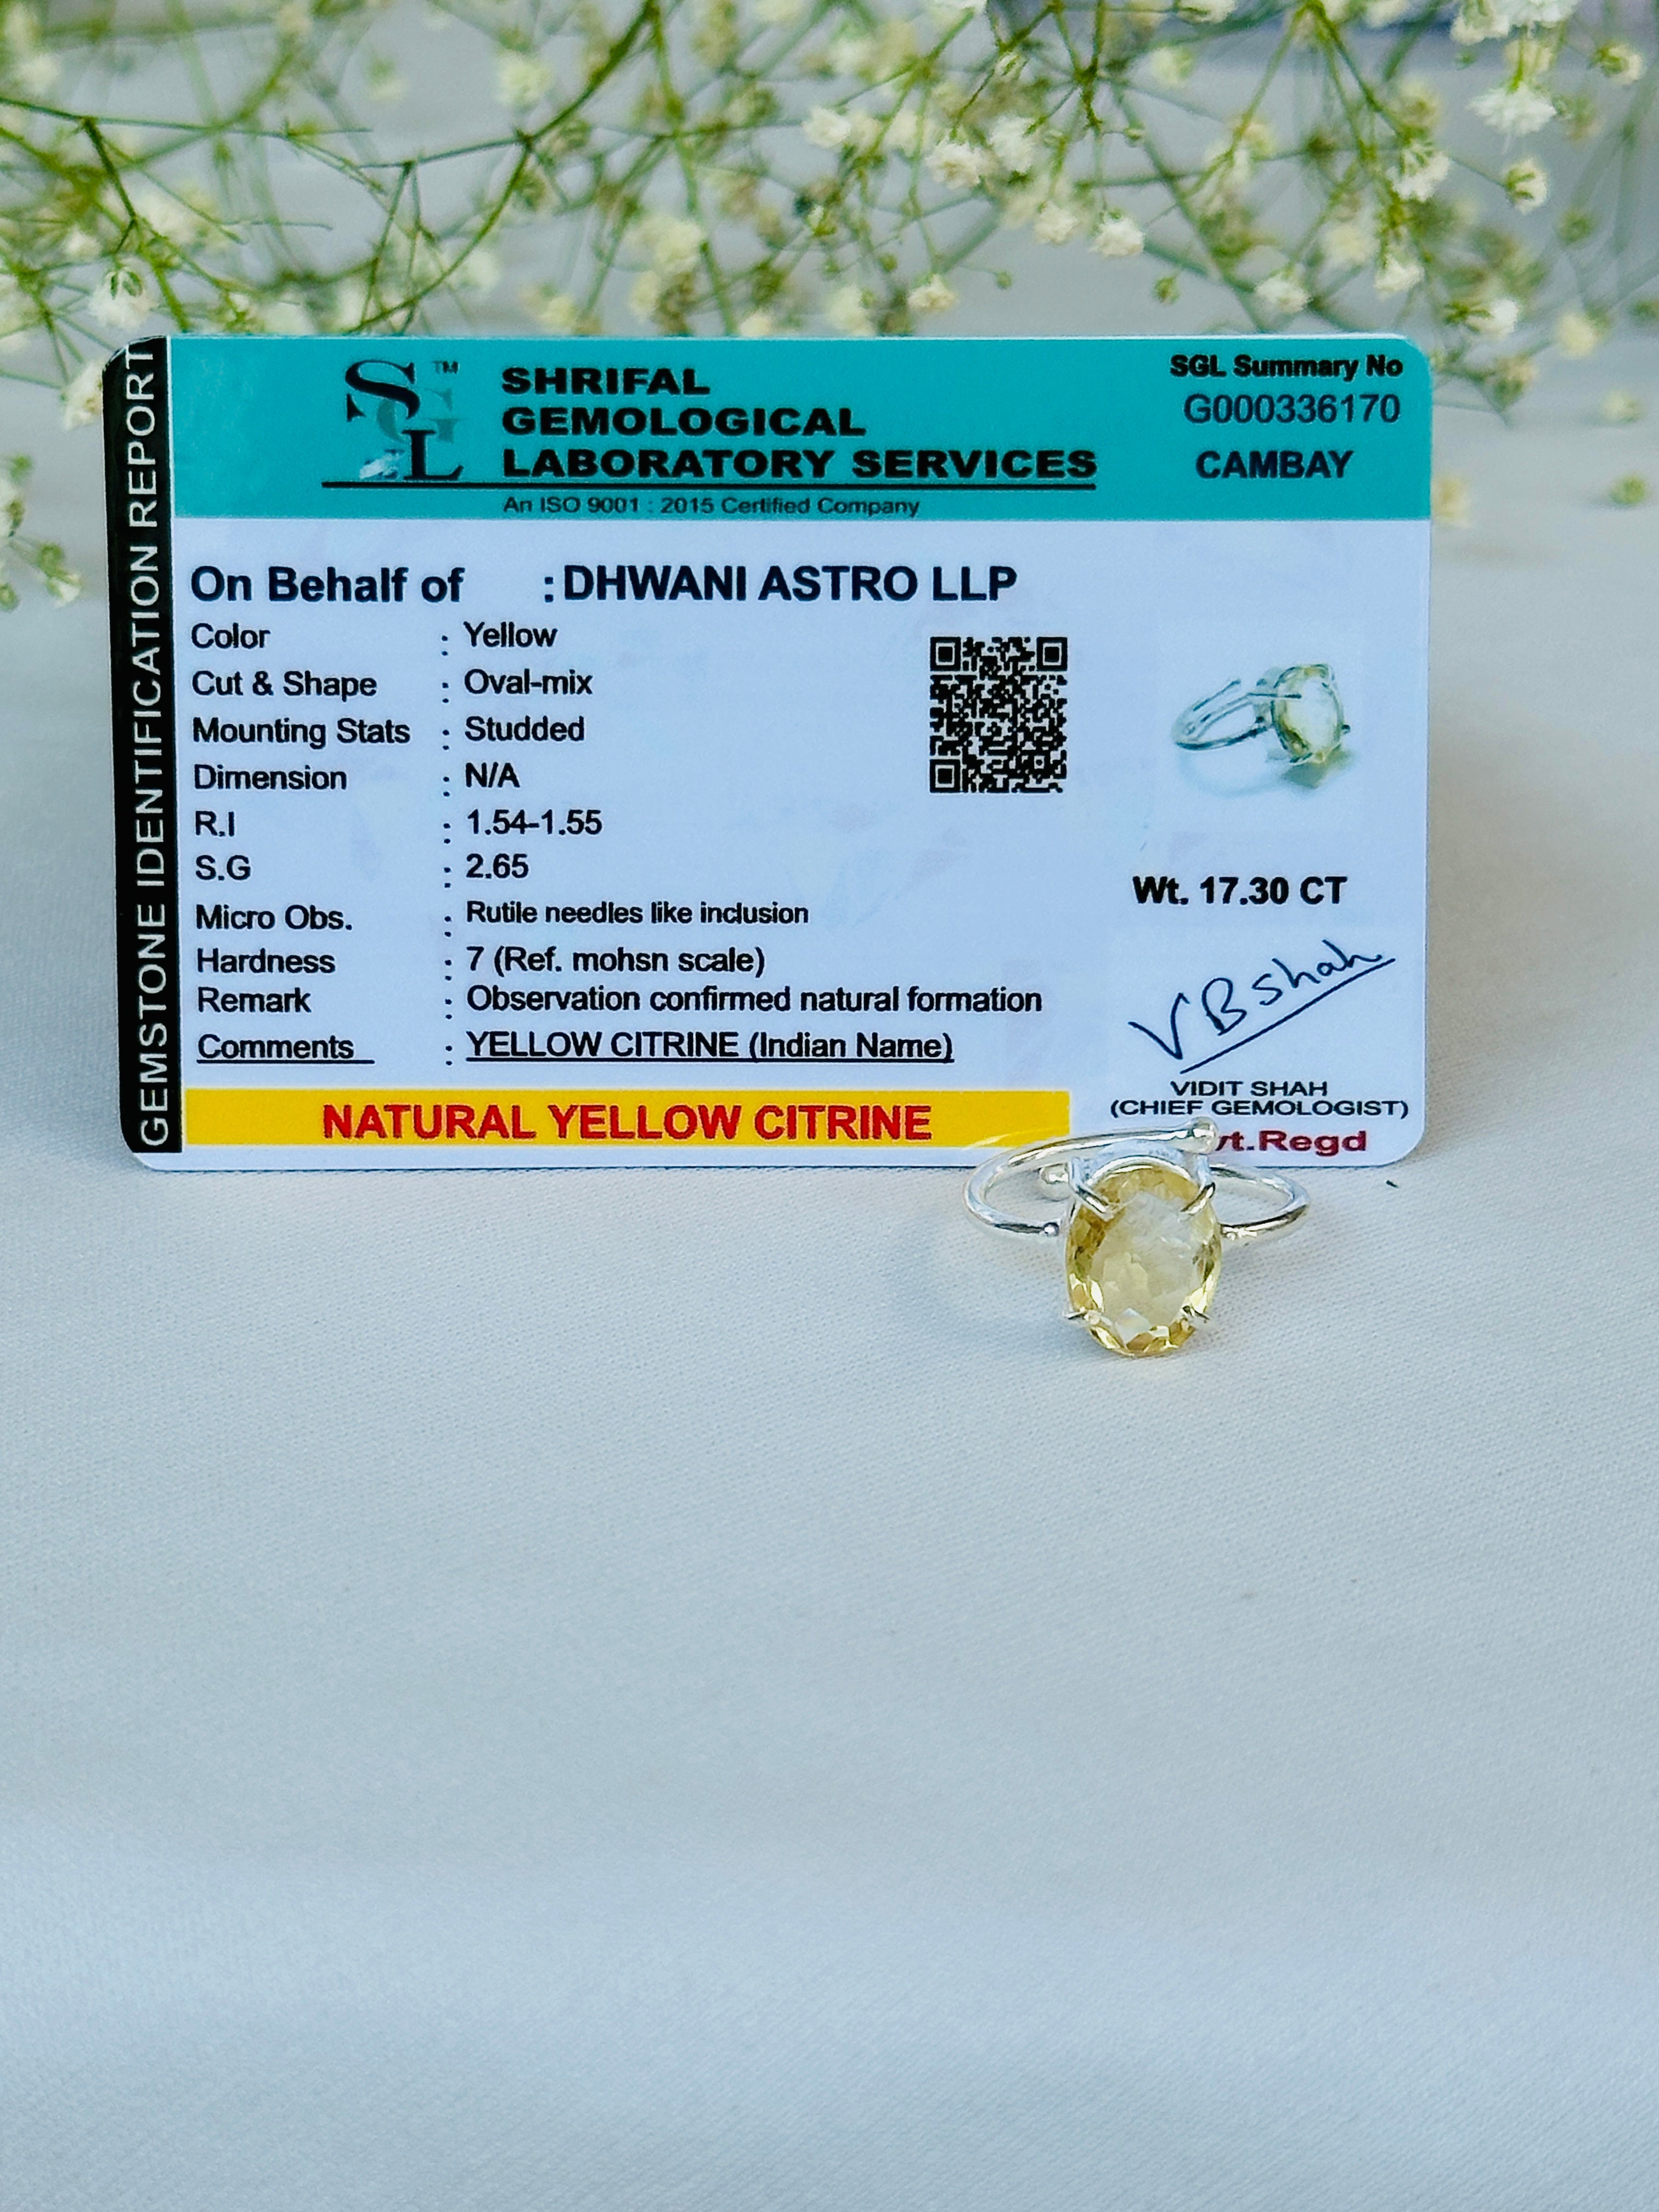 GEMSTONE IDENTIFICATION REPORT
SGL
TM
SHRIFAL
GEMOLOGICAL
LABORATORY SERVICES
An ISO 9001 : 2015 Certified Company
SGL Summary No
G000336170
CAMBAY
On Behalf of : DHWANI ASTRO LLP
Color : Yellow
Cut & Shape : Oval-mix
Mounting Stats : Studded
Dimension : N/A
R.I : 1.54-1.55
S.G : 2.65
Micro Obs. : Rutile needles like inclusion
Hardness : 7 (Ref. mohsn scale)
Remark : Observation confirmed natural formation
Comments : YELLOW CITRINE (Indian Name)
NATURAL YELLOW CITRINE
Wt. 17.30 CT
VBshah
VIDIT SHAH
(CHIEF GEMOLOGIST)
vt.Regd